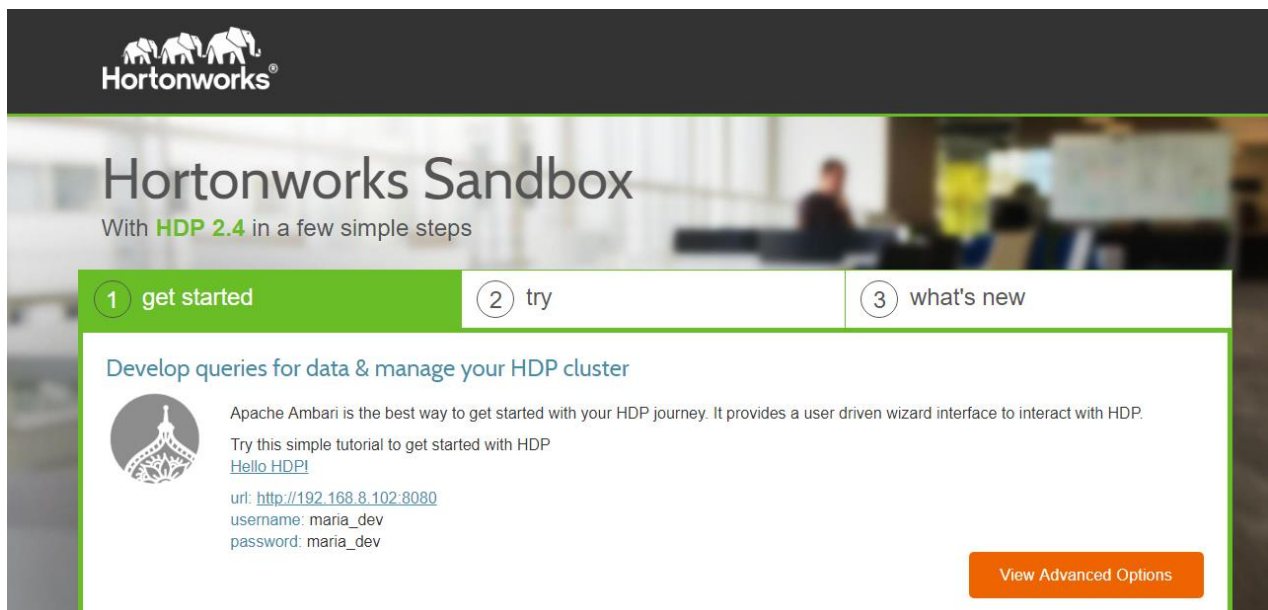 Hortonworks®
Hortonworks Sandbox
With HDP 2.4 in a few simple steps
1 get started
2 try
3 what's new
Develop queries for data & manage your HDP cluster
Apache Ambari is the best way to get started with your HDP journey. It provides a user driven wizard interface to interact with HDP.
Try this simple tutorial to get started with HDP
Hello HDP!
url: http://192.168.8.102:8080
username: maria_dev
password: maria_dev
View Advanced Options